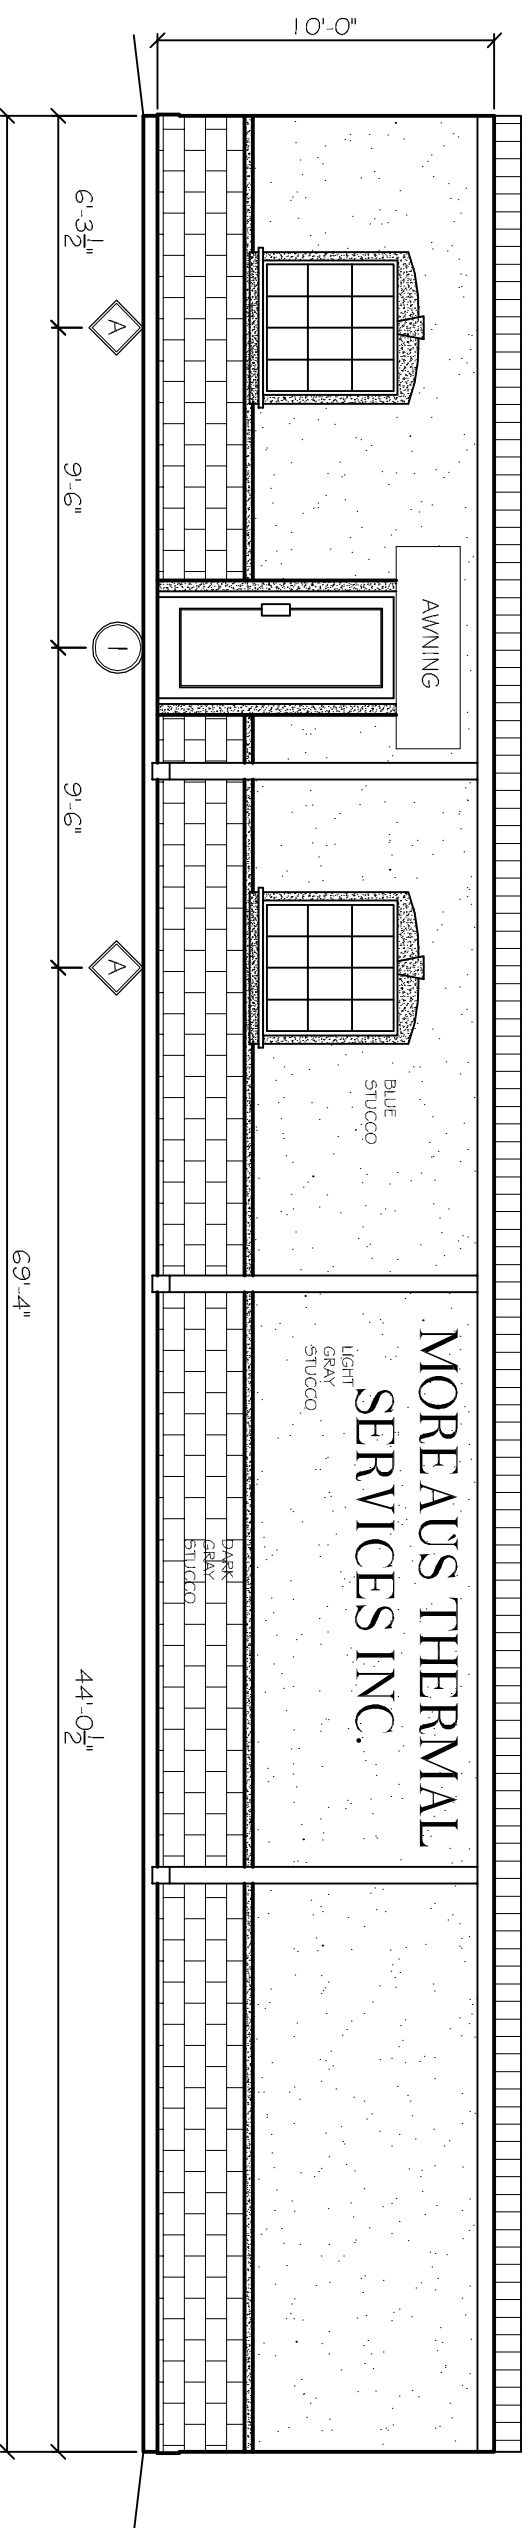 10'-0"
AWNING
BLUE
STUCCO
MOREAU'S THERMAL
SERVICES INC.
LIGHT
GRAY
STUCCO
DARK
GRAY
STUCCO
A
1
A
6'-3 1/2"
9'-6"
9'-6"
44'-0 1/2"
69'-4"